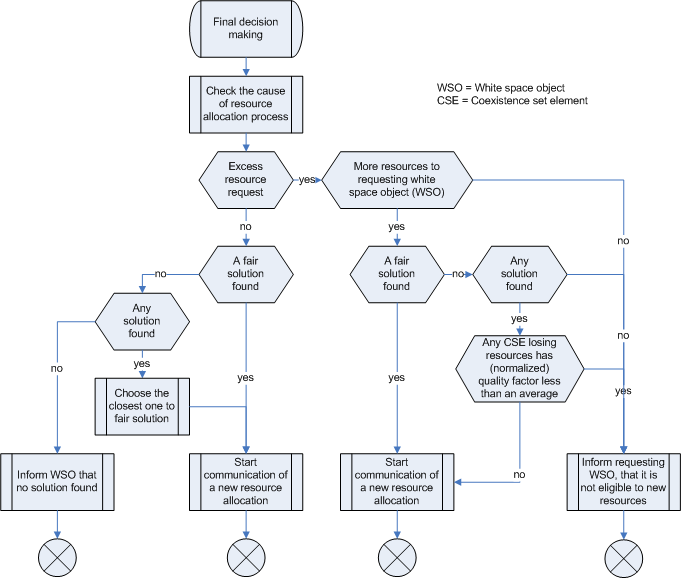 Final decision
making
Check the cause
of resource
allocation process
WSO = White space object
CSE = Coexistence set element
Excess
resource
request
yes
More resources to
requesting white
space object (WSO)
no
yes
no
A fair
solution
found
no
A fair
solution
found
no
Any
solution
found
Any
solution
found
yes
no
no
yes
yes
yes
Any CSE losing
resources has
(normalized)
quality factor less
than an average
yes
Choose the
closest one to
fair solution
Inform WSO that
no solution found
Start
communication of
a new resource
allocation
Start
communication of
a new resource
allocation
no
Inform requesting
WSO, that it is
not eligible to new
resources